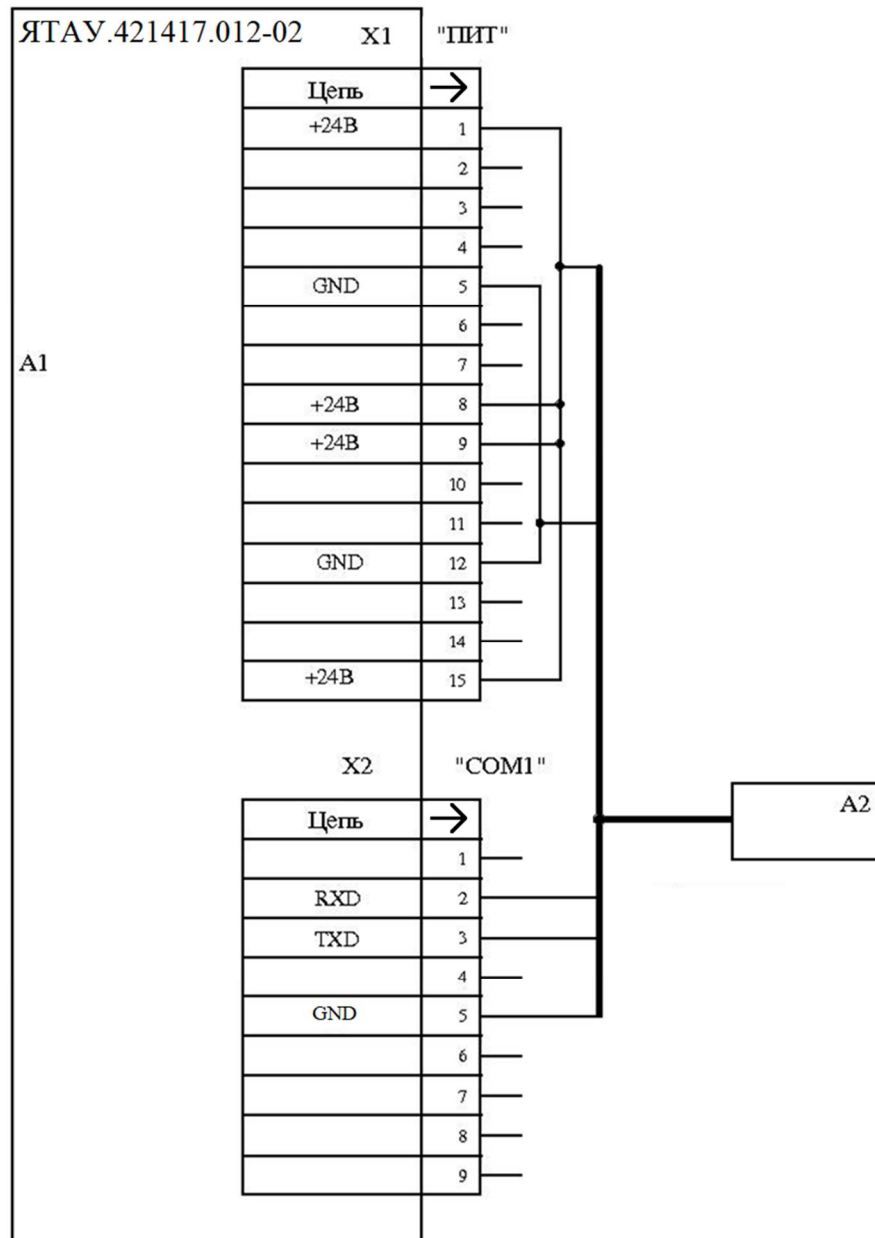 ЯТАУ.421417.012-02 X1 "ПИТ"
Цепь
+24В 1
2
3
4
GND 5
6
A1
7
+24В 8
+24В 9
10
11
GND 12
13
14
+24В 15
X2 "COM1"
A2
Цепь
1
RXD 2
TXD 3
4
GND 5
6
7
8
9